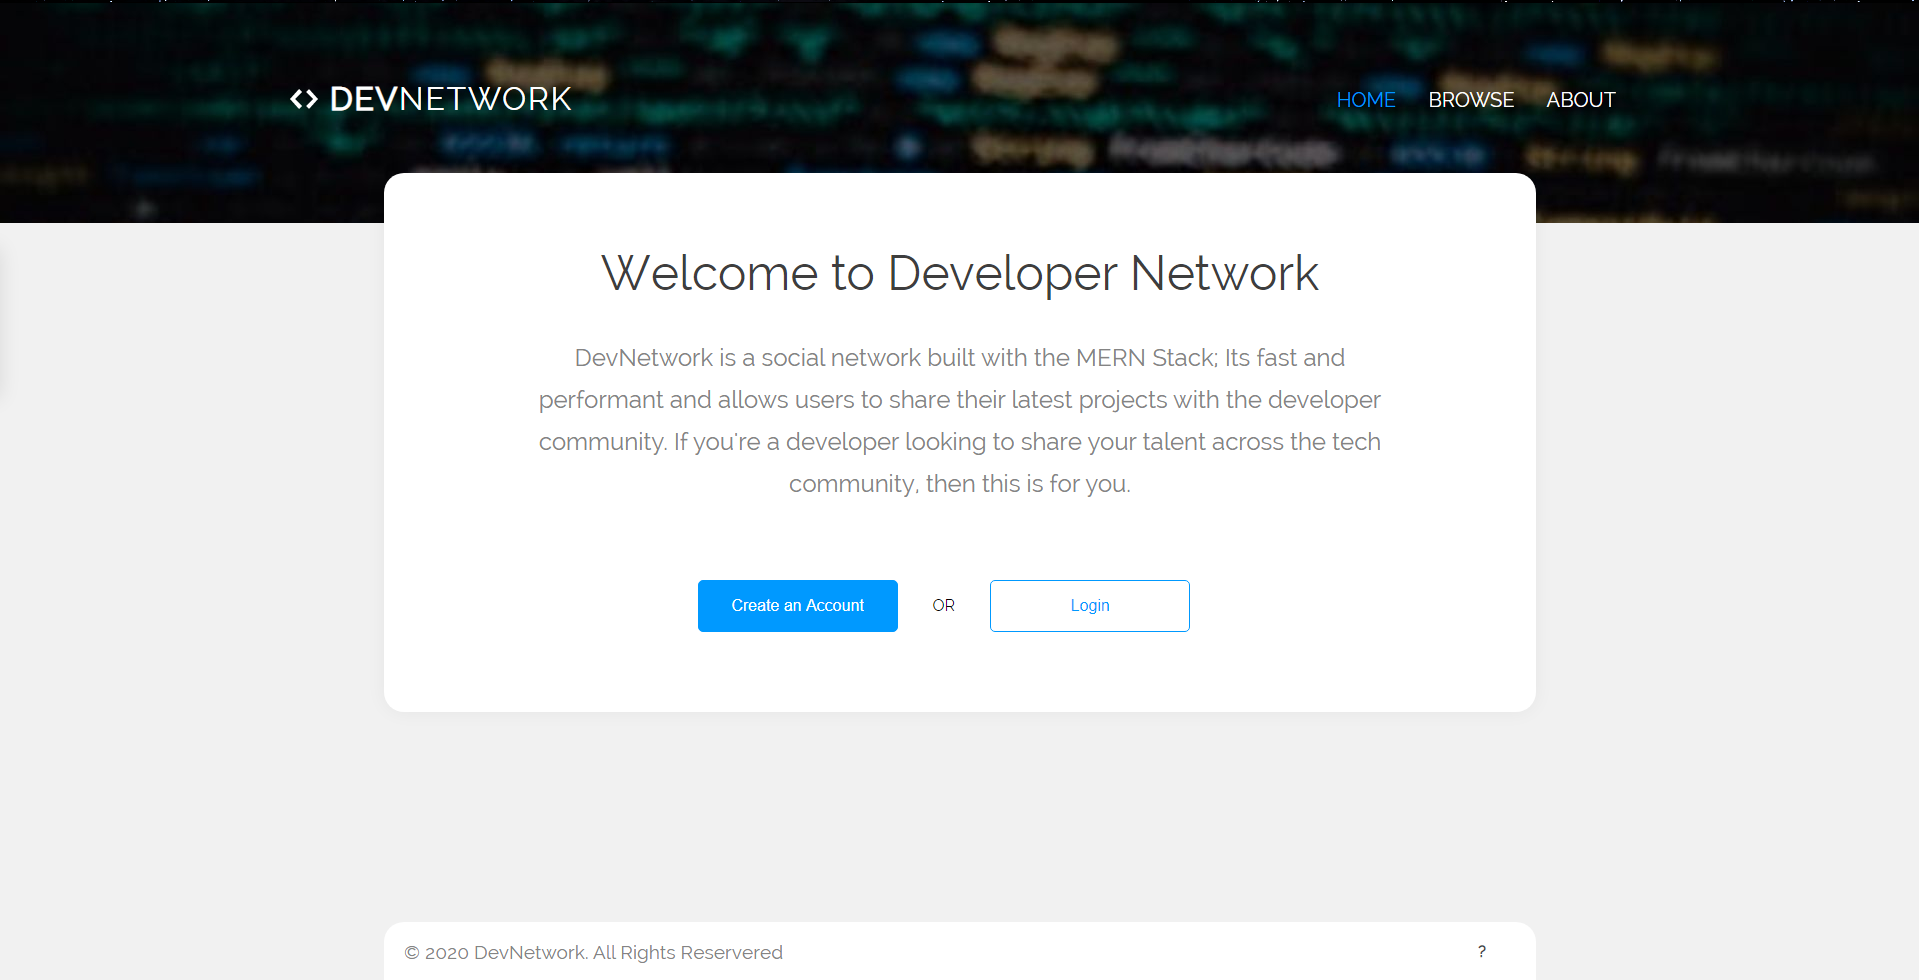 <> DEVNETWORK
HOME BROWSE ABOUT
String fromCharCode
String
Welcome to Developer Network
DevNetwork is a social network built with the MERN Stack; Its fast and
performant and allows users to share their latest projects with the developer
community. If you're a developer looking to share your talent across the tech
community, then this is for you.
Create an Account OR Login
© 2020 DevNetwork. All Rights Reservered ?